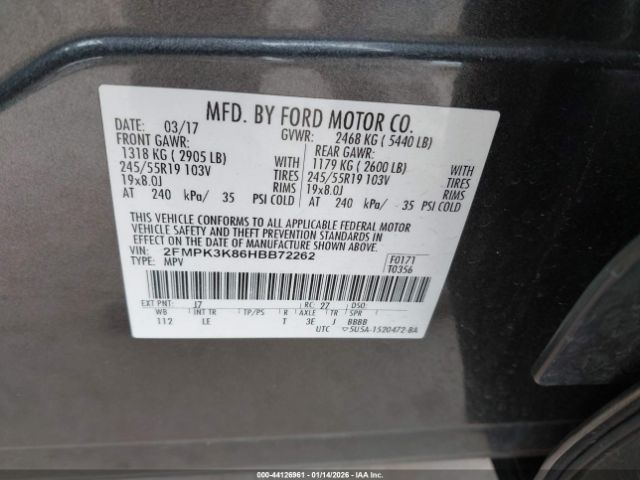 MFD. BY FORD MOTOR CO.
DATE: 03/17 GVWR: 2468 KG ( 5440 LB)
FRONT GAWR: REAR GAWR:
1318 KG ( 2905 LB) WITH 1179 KG ( 2600 LB) WITH
245/55R19 103V TIRES 245/55R19 103V TIRES
19x8.0J RIMS 19x8.0J RIMS
AT 240 kPa/ 35 PSI COLD AT 240 kPa/ 35 PSI COLD
THIS VEHICLE CONFORMS TO ALL APPLICABLE FEDERAL MOTOR
VEHICLE SAFETY AND THEFT PREVENTION STANDARDS IN
EFFECT ON THE DATE OF MANUFACTURE SHOWN ABOVE.
VIN: 2FMPK3K86HBB72262 F0171
TYPE: MPV T0356
EXT PNT: J7 RC: 27 DSO:
WB INT TR TP/PS R AXLE TR SPR
112 LE T 3E J BBBB
UTC 5U5A-1520472-BA
000-44126961 - 01/14/2026 - IAA Inc.